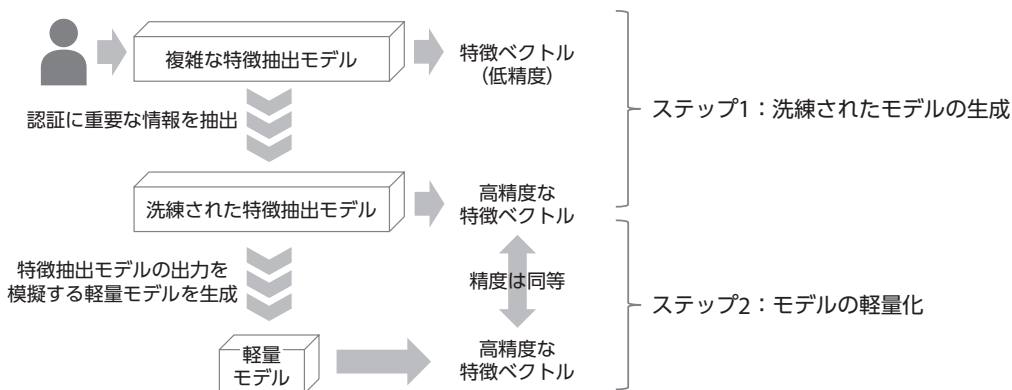 複雑な特徴抽出モデル
特徴ベクトル
(低精度)
認証に重要な情報を抽出
ステップ1：洗練されたモデルの生成
洗練された特徴抽出モデル
高精度な
特徴ベクトル
特徴抽出モデルの出力を
模擬する軽量モデルを生成
精度は同等
ステップ2：モデルの軽量化
軽量
モデル
高精度な
特徴ベクトル